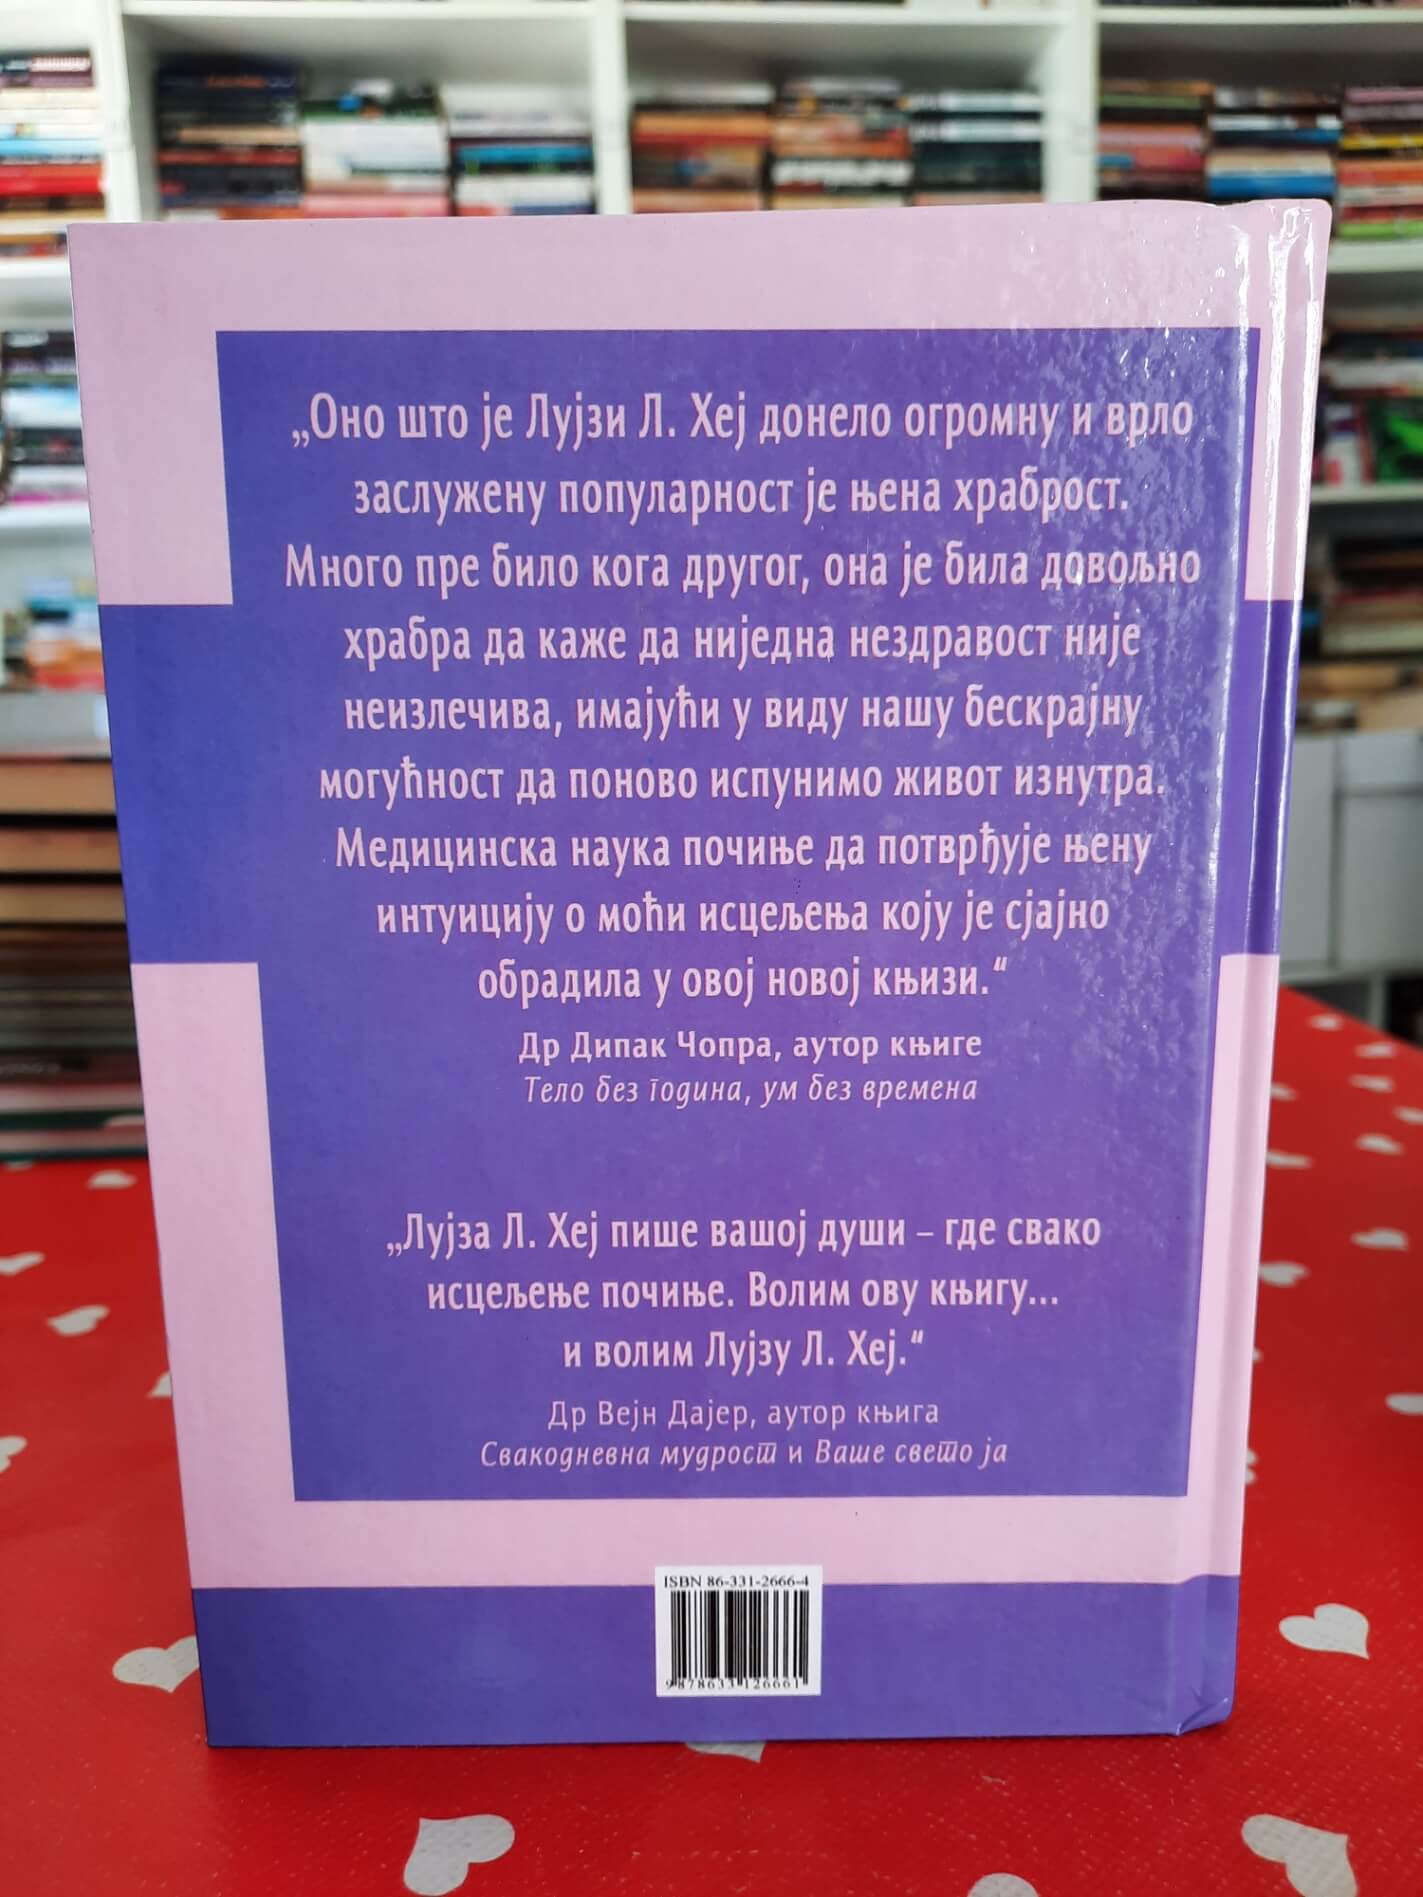 „Оно што је Лујзи Л. Хеј донело огромну и врло
заслужену популарност је њена храброст.
Много пре било кога другог, она је била довољно
храбра да каже да ниједна нездравост није
неизлечива, имајући у виду нашу бескрајну
могућност да поново испунимо живот изнутра.
Медицинска наука почиње да потврђује њену
интуицију о моћи исцељења коју је сјајно
обрадила у овој новој књизи.“
Др Дипак Чопра, аутор књиге
Тело без година, ум без времена
„Лујза Л. Хеј пише вашој души – где свако
исцељење почиње. Волим ову књигу...
и волим Лујзу Л. Хеј.“
Др Вејн Дајер, аутор књига
Свакодневна мудрост и Ваше свето ја
ISBN 86-331-2666-4
9 788633 126661